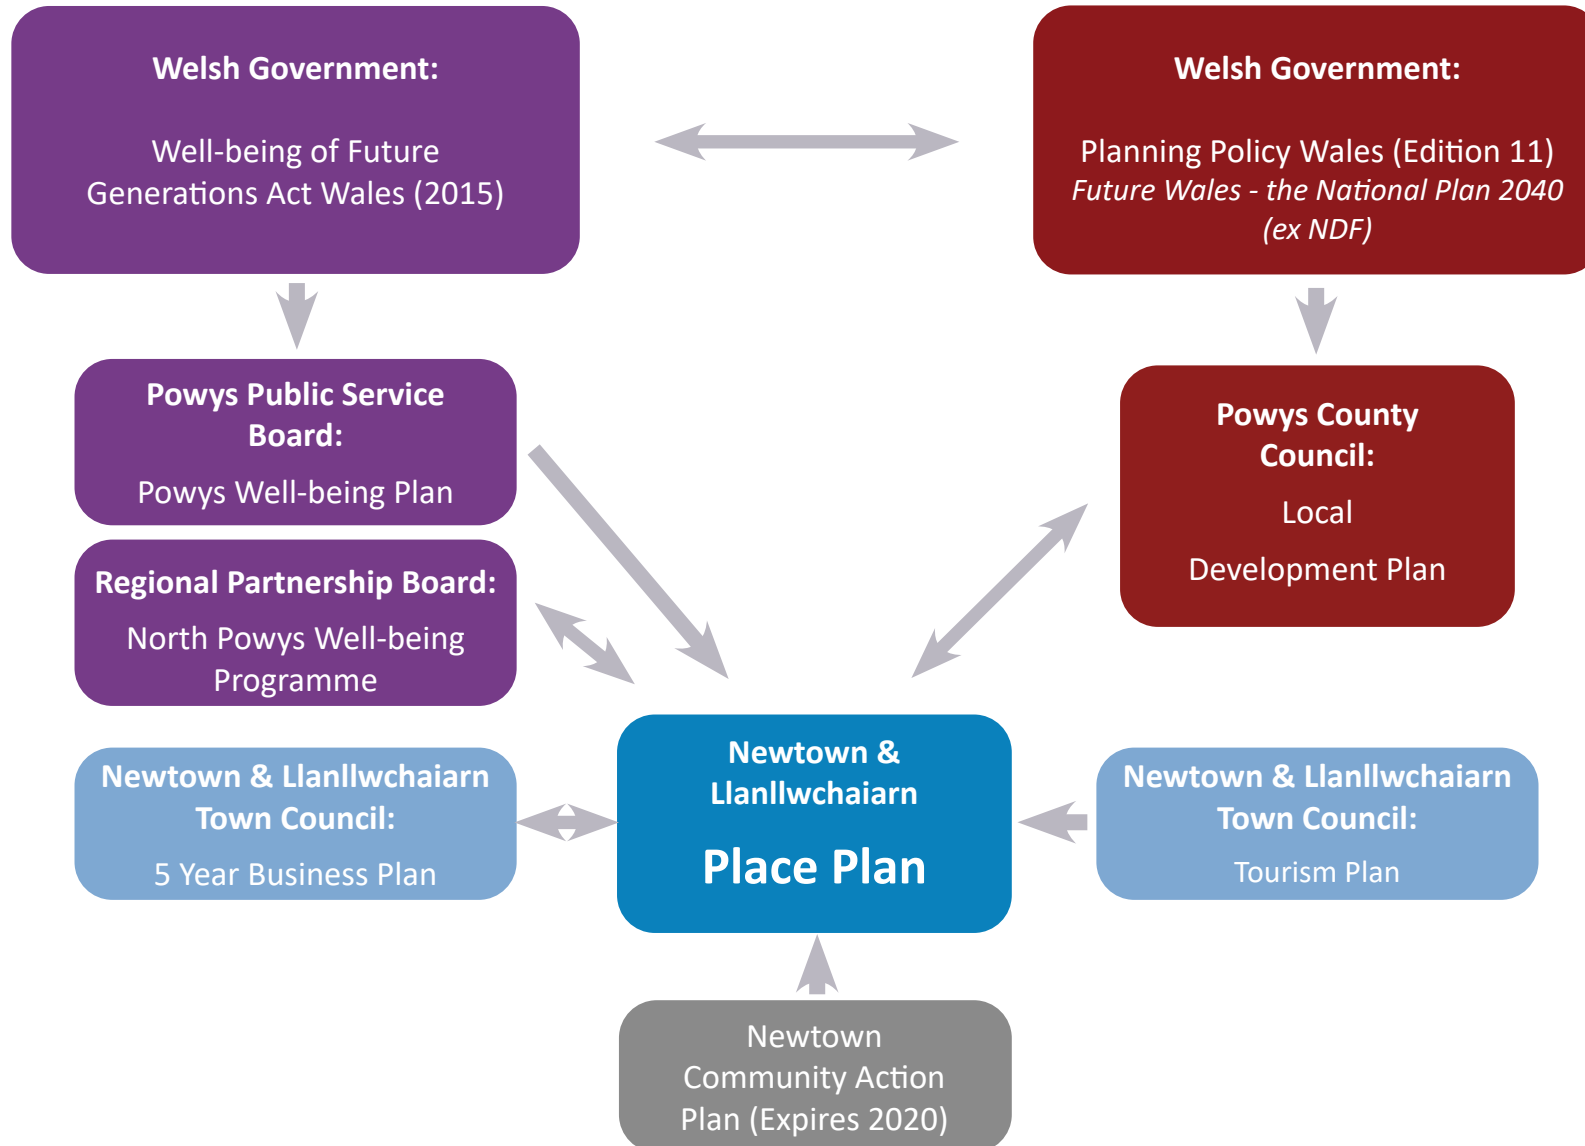 Welsh Government:
Well-being of Future
Generations Act Wales (2015)
Welsh Government:
Planning Policy Wales (Edition 11)
Future Wales - the National Plan 2040
(ex NDF)
Powys Public Service
Board:
Powys Well-being Plan
Powys County
Council:
Local
Development Plan
Regional Partnership Board:
North Powys Well-being
Programme
Newtown & Llanllwchaiarn
Town Council:
5 Year Business Plan
Newtown &
Llanllwchaiarn
Place Plan
Newtown & Llanllwchaiarn
Town Council:
Tourism Plan
Newtown
Community Action
Plan (Expires 2020)